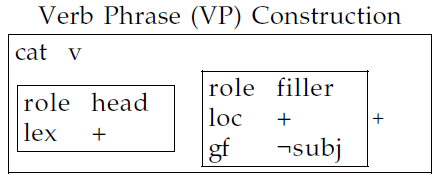 Verb Phrase (VP) Construction
cat v
role head
lex +
role filler
loc +
gf ¬subj
+